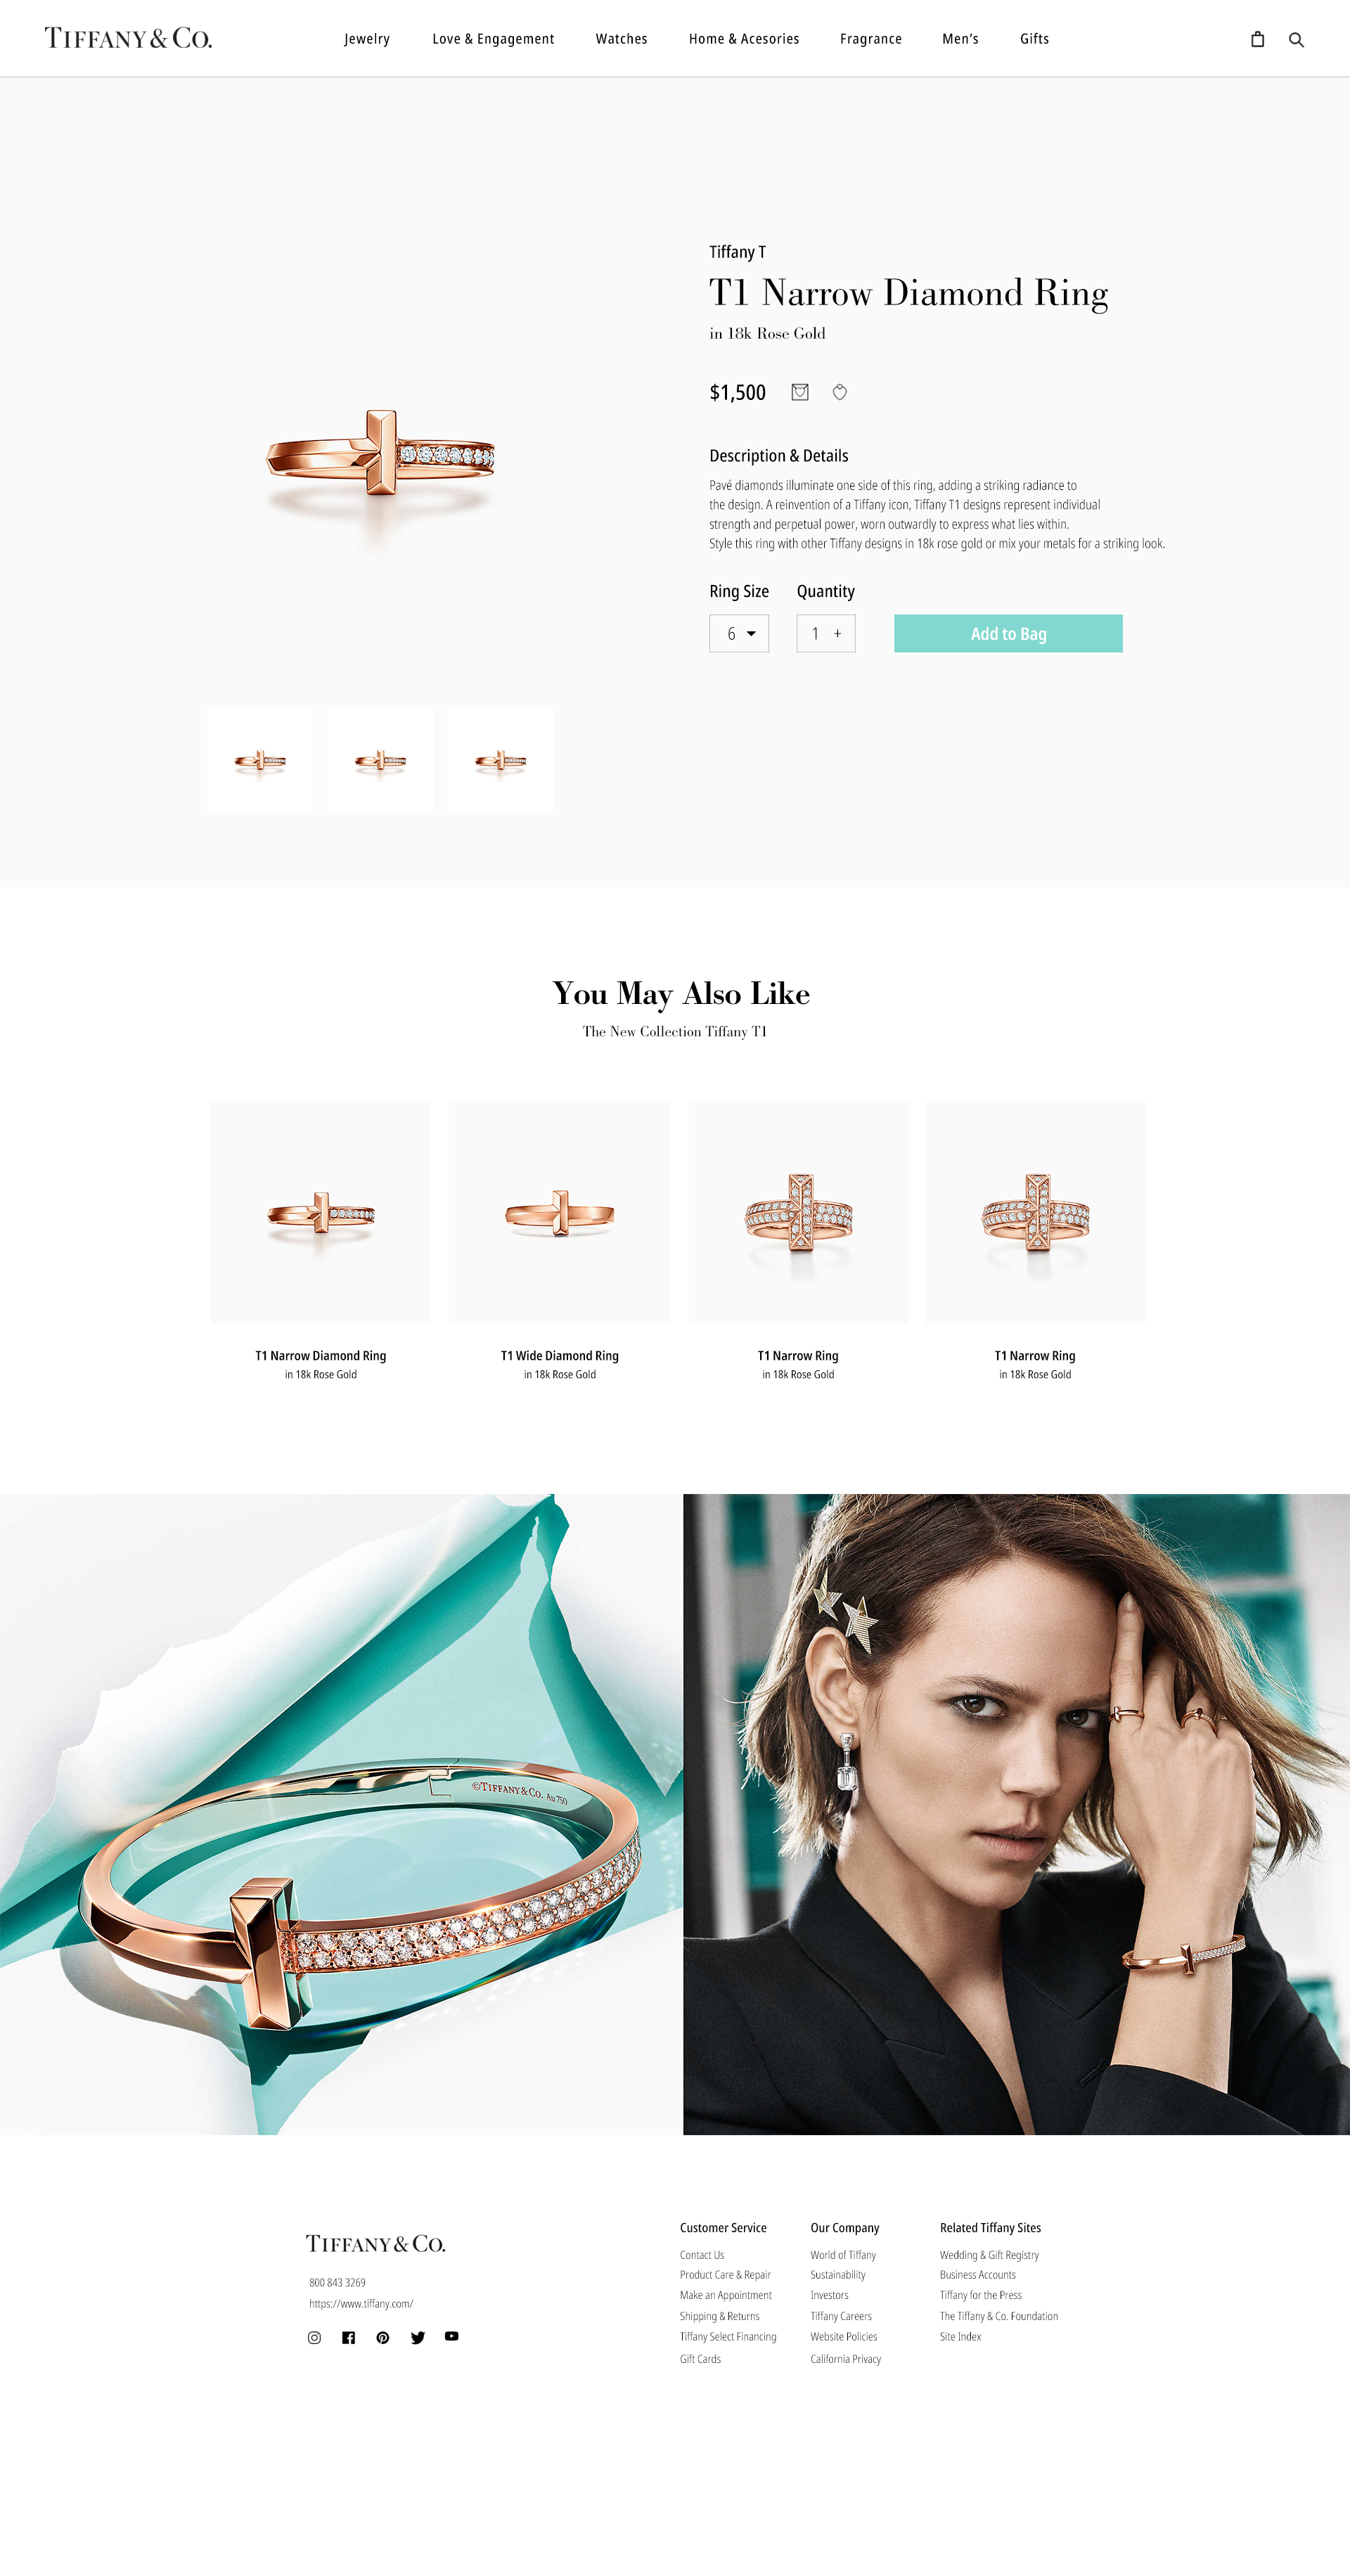 TIFFANY & CO.
Jewelry
Love & Engagement
Watches
Home & Acesories
Fragrance
Men's
Gifts
Tiffany T
T1 Narrow Diamond Ring
in 18k Rose Gold
$1,500
Description & Details
Pavé diamonds illuminate one side of this ring, adding a striking radiance to
the design. A reinvention of a Tiffany icon, Tiffany T1 designs represent individual
strength and perpetual power, worn outwardly to express what lies within.
Style this ring with other Tiffany designs in 18k rose gold or mix your metals for a striking look.
Ring Size
Quantity
6
1 +
Add to Bag
You May Also Like
The New Collection Tiffany T1
T1 Narrow Diamond Ring
in 18k Rose Gold
T1 Wide Diamond Ring
in 18k Rose Gold
T1 Narrow Ring
in 18k Rose Gold
T1 Narrow Ring
in 18k Rose Gold
©TIFFANY & CO. Au750
TIFFANY & CO.
800 843 3269
https://www.tiffany.com/
Customer Service
Contact Us
Product Care & Repair
Make an Appointment
Shipping & Returns
Tiffany Select Financing
Gift Cards
Our Company
World of Tiffany
Sustainability
Investors
Tiffany Careers
Website Policies
California Privacy
Related Tiffany Sites
Wedding & Gift Registry
Business Accounts
Tiffany for the Press
The Tiffany & Co. Foundation
Site Index